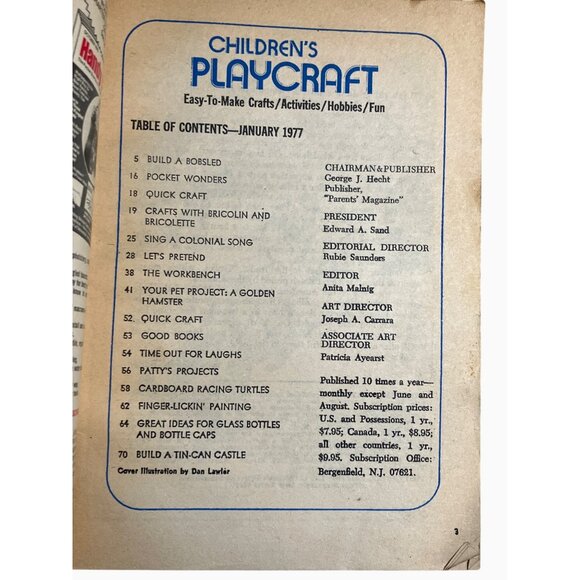 CHILDREN'S
PLAYCRAFT
Easy-To-Make Crafts/Activities/Hobbies/Fun
TABLE OF CONTENTS—JANUARY 1977
5 BUILD A BOBSLED
16 POCKET WONDERS
18 QUICK CRAFT
19 CRAFTS WITH BRICOLIN AND
BRICOLETTE
25 SING A COLONIAL SONG
28 LET'S PRETEND
38 THE WORKBENCH
41 YOUR PET PROJECT: A GOLDEN
HAMSTER
52. QUICK CRAFT
53 GOOD BOOKS
54 TIME OUT FOR LAUGHS
56 PATTY'S PROJECTS
58 CARDBOARD RACING TURTLES
62 FINGER-LICKIN' PAINTING
64 GREAT IDEAS FOR GLASS BOTTLES
AND BOTTLE CAPS
70 BUILD A TIN-CAN CASTLE
Cover Illustration by Dan Lawler
CHAIRMAN & PUBLISHER
George J. Hecht
Publisher,
"Parents' Magazine"
PRESIDENT
Edward A. Sand
EDITORIAL DIRECTOR
Rubie Saunders
EDITOR
Anita Malnig
ART DIRECTOR
Joseph A. Carrara
ASSOCIATE ART
DIRECTOR
Patricia Ayearst
Published 10 times a year—
monthly except June and
August. Subscription prices:
U.S. and Possessions, 1 yr.,
$7.95; Canada, 1 yr., $8.95;
all other countries, 1 yr.,
$9.95. Subscription Office:
Bergenfield, N.J. 07621.
3